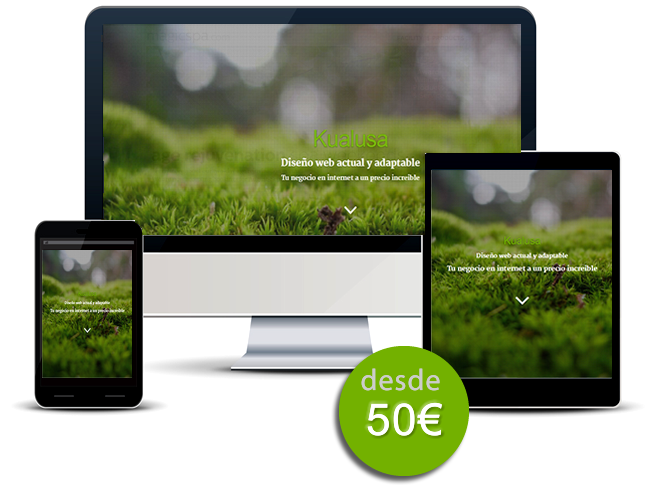 Kualusa
Diseño web actual y adaptable
Tu negocio en internet a un precio increible
Kualusa
Diseño web actual y adaptable
Tu negocio en internet a un precio increible
Diseño web actual y adaptable
Tu negocio en internet a un precio increible
desde
50€